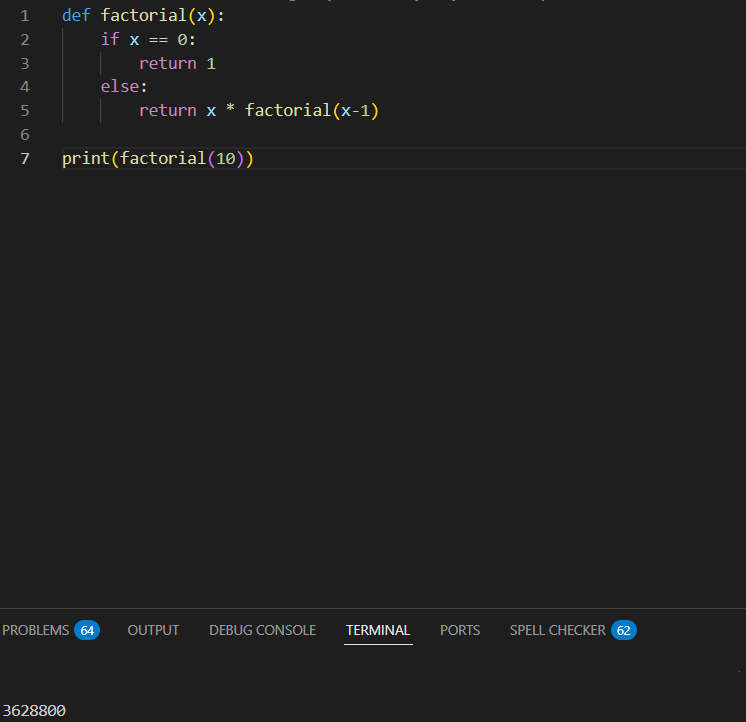 1 def factorial(x):
2     if x == 0:
3         return 1
4     else:
5         return x * factorial(x-1)
6
7 print(factorial(10))
PROBLEMS 64 OUTPUT DEBUG CONSOLE TERMINAL PORTS SPELL CHECKER 62
3628800